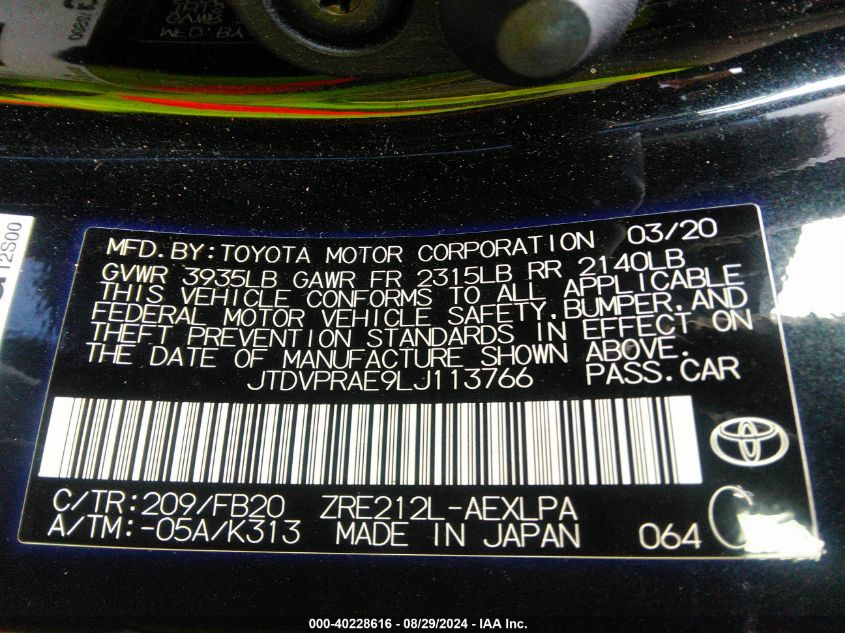 12S00
MFD.BY:TOYOTA MOTOR CORPORATION 03/20
GVWR 3935LB GAWR FR 2315LB RR 2140LB
THIS VEHICLE CONFORMS TO ALL APPLICABLE
FEDERAL MOTOR VEHICLE SAFETY,BUMPER,AND
THEFT PREVENTION STANDARDS IN EFFECT ON
THE DATE OF MANUFACTURE SHOWN ABOVE.
JTDVPRAE9LJ113766 PASS.CAR
C/TR:209/FB20 ZRE212L-AEXLPA
A/TM:-05A/K313 MADE IN JAPAN 064
000-40228616 - 08/29/2024 - IAA Inc.